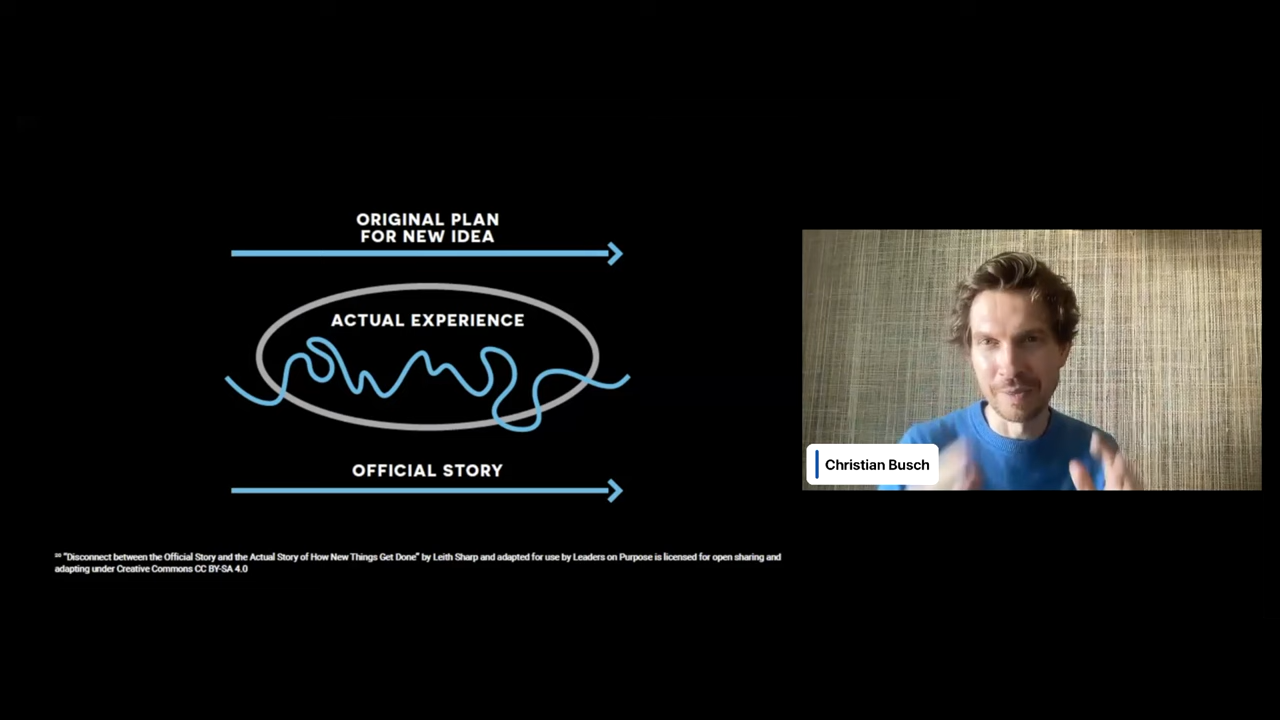 ORIGINAL PLAN
FOR NEW IDEA
ACTUAL EXPERIENCE
OFFICIAL STORY
Christian Busch
²⁰ "Disconnect between the Official Story and the Actual Story of How New Things Get Done" by Leith Sharp and adapted for use by Leaders on Purpose is licensed for open sharing and
adapting under Creative Commons CC BY-SA 4.0